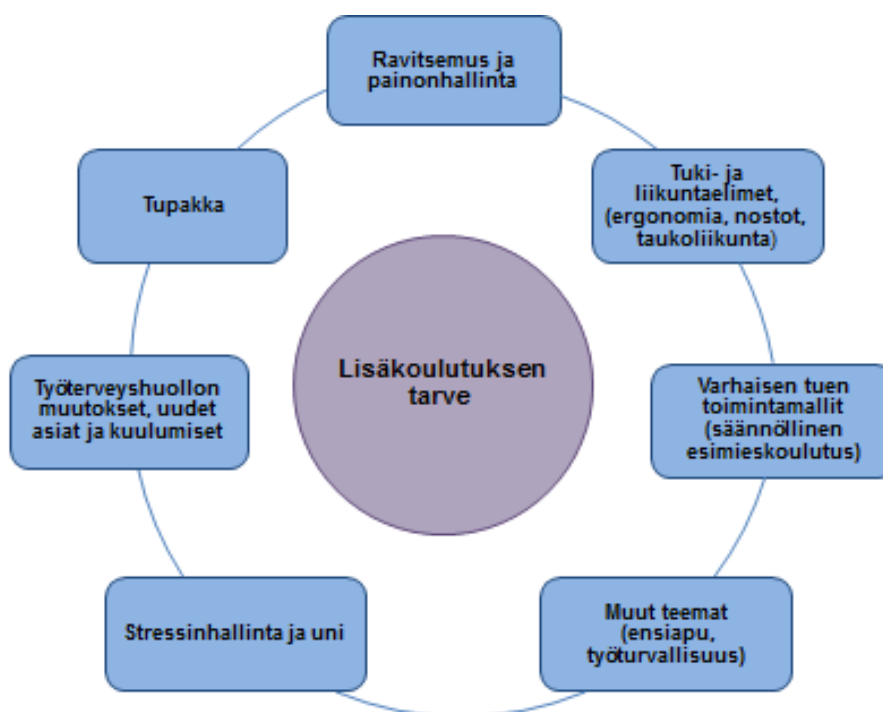 Ravitsemus ja
painonhallinta
Tuki- ja
liikuntaelimet,
(ergonomia, nostot,
taukoliikunta)
Varhaisen tuen
toimintamallit
(säännöllinen
esimieskoulutus)
Muut teemat
(ensiapu,
työturvallisuus)
Stressinhallinta ja uni
Työterveyshuollon
muutokset, uudet
asiat ja kuulumiset
Tupakka
Lisäkoulutuksen
tarve